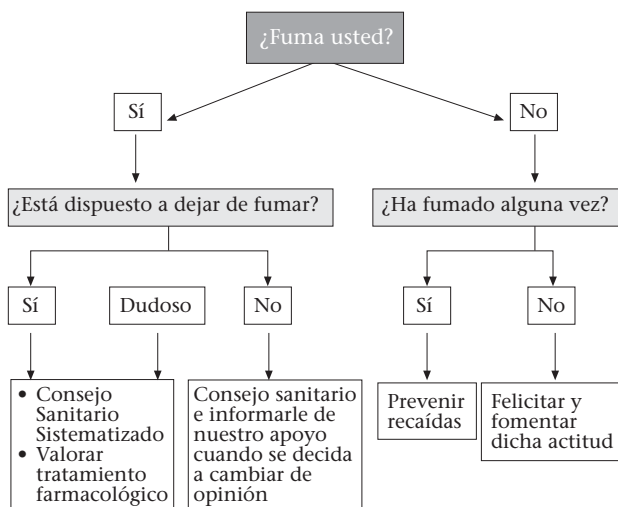 ¿Fuma usted?
Sí
No
¿Está dispuesto a dejar de fumar?
¿Ha fumado alguna vez?
Sí
Dudoso
No
Sí
No
• Consejo
Sanitario
Sistematizado
• Valorar
tratamiento
farmacológico
Consejo sanitario
e informarle de
nuestro apoyo
cuando se decida
a cambiar de
opinión
Prevenir
recaídas
Felicitar y
fomentar
dicha actitud